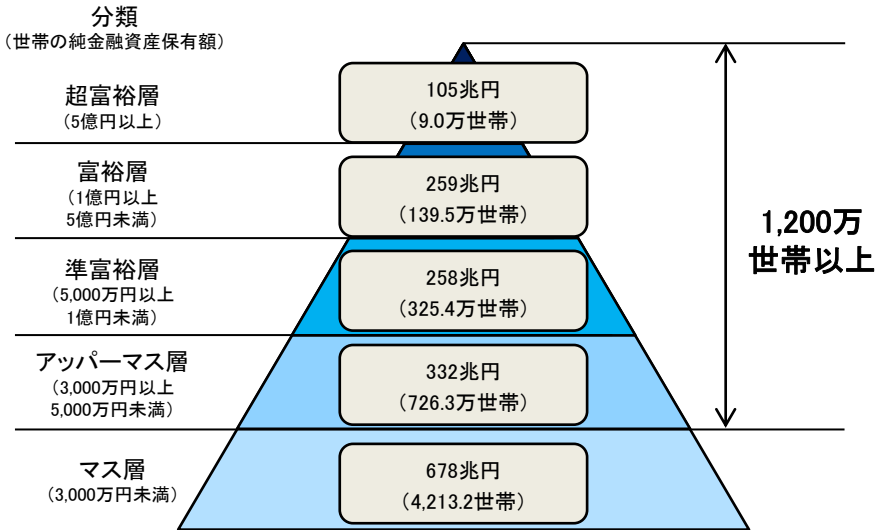 分類
(世帯の純金融資産保有額)
超富裕層
(5億円以上)
105兆円
(9.0万世帯)
富裕層
(1億円以上
5億円未満)
259兆円
(139.5万世帯)
準富裕層
(5,000万円以上
1億円未満)
258兆円
(325.4万世帯)
アッパーマス層
(3,000万円以上
5,000万円未満)
332兆円
(726.3万世帯)
マス層
(3,000万円未満)
678兆円
(4,213.2世帯)
1,200万
世帯以上